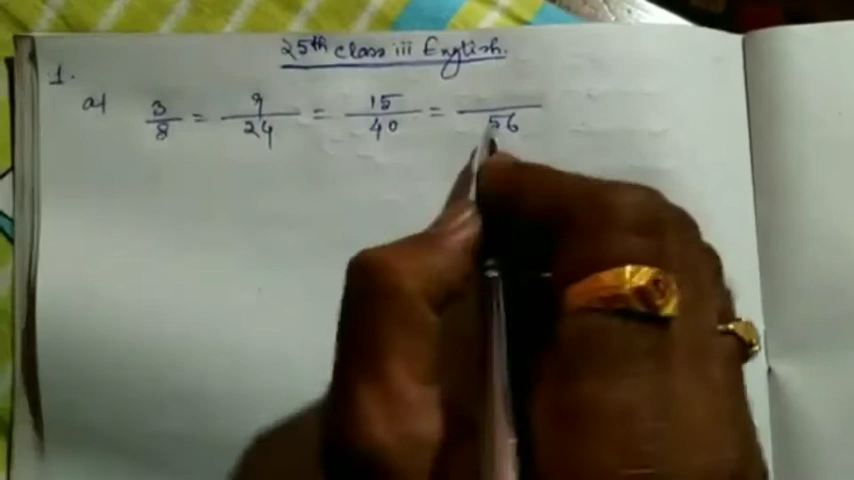 25th class iii English.
1.
a) 3/8 = 9/24 = 15/40 = /56